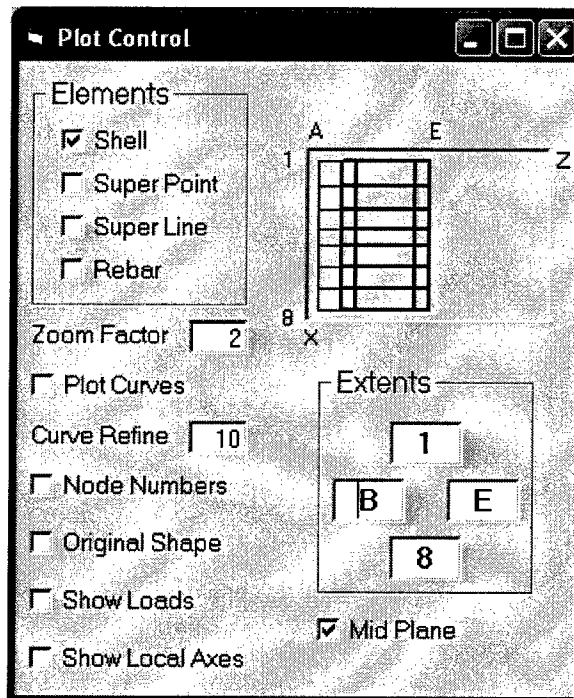 Plot Control
Elements
Shell
Super Point
Super Line
Rebar
A E
1 Z
8
X
Zoom Factor 2
Plot Curves
Curve Refine 10
Node Numbers
Original Shape
Show Loads
Show Local Axes
Extents
1
B E
8
Mid Plane